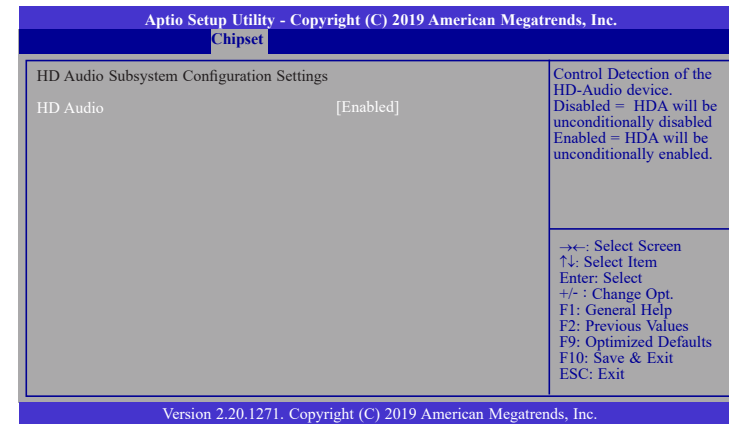 Aptio Setup Utility - Copyright (C) 2019 American Megatrends, Inc.
Chipset
HD Audio Subsystem Configuration Settings
HD Audio [Enabled]
Control Detection of the
HD-Audio device.
Disabled = HDA will be
unconditionally disabled
Enabled = HDA will be
unconditionally enabled.
→←: Select Screen
↑↓: Select Item
Enter: Select
+/- : Change Opt.
F1: General Help
F2: Previous Values
F9: Optimized Defaults
F10: Save & Exit
ESC: Exit
Version 2.20.1271. Copyright (C) 2019 American Megatrends, Inc.